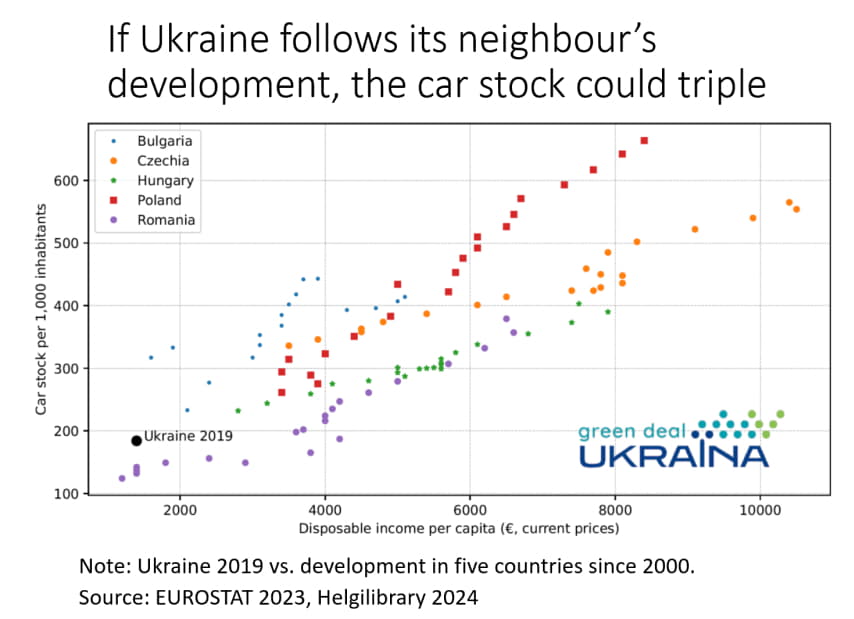 If Ukraine follows its neighbour’s
development, the car stock could triple
Bulgaria
Czechia
Hungary
Poland
Romania
Car stock per 1,000 inhabitants
600
500
400
300
200
100
Ukraine 2019
green deal
UKRAINA
2000 4000 6000 8000 10000
Disposable income per capita (€, current prices)
Note: Ukraine 2019 vs. development in five countries since 2000.
Source: EUROSTAT 2023, Helgilibrary 2024